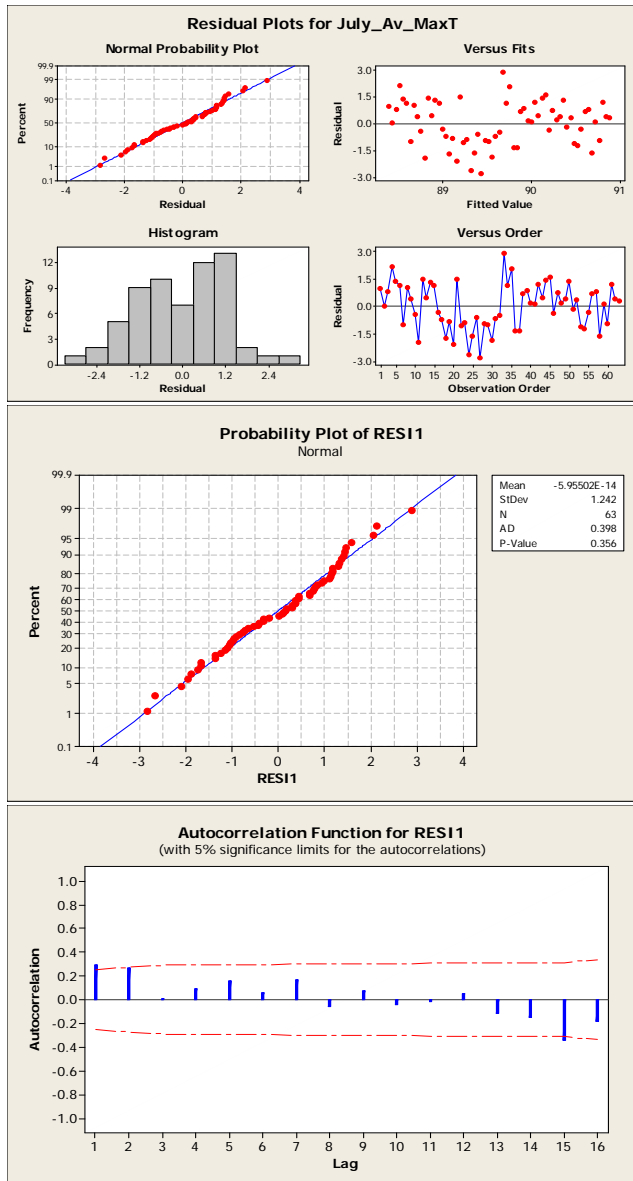 Residual Plots for July_Av_MaxT
Normal Probability Plot
99.9
99
90
50
10
1
0.1
Percent
-4 -2 0 2 4
Residual
Versus Fits
3.0
1.5
0.0
-1.5
-3.0
Residual
89 90 91
Fitted Value
Histogram
12
9
6
3
0
Frequency
-2.4 -1.2 0.0 1.2 2.4
Residual
Versus Order
3.0
1.5
0.0
-1.5
-3.0
Residual
1 5 10 15 20 25 30 35 40 45 50 55 60
Observation Order
Probability Plot of RESI1
Normal
99.9
99
95
90
80
70
60
50
40
30
20
10
5
1
0.1
Percent
-4 -3 -2 -1 0 1 2 3 4
RESI1
Mean -5.95502E-14
StDev 1.242
N 63
AD 0.398
P-Value 0.356
Autocorrelation Function for RESI1
(with 5% significance limits for the autocorrelations)
1.0
0.8
0.6
0.4
0.2
0.0
-0.2
-0.4
-0.6
-0.8
-1.0
Autocorrelation
1 2 3 4 5 6 7 8 9 10 11 12 13 14 15 16
Lag